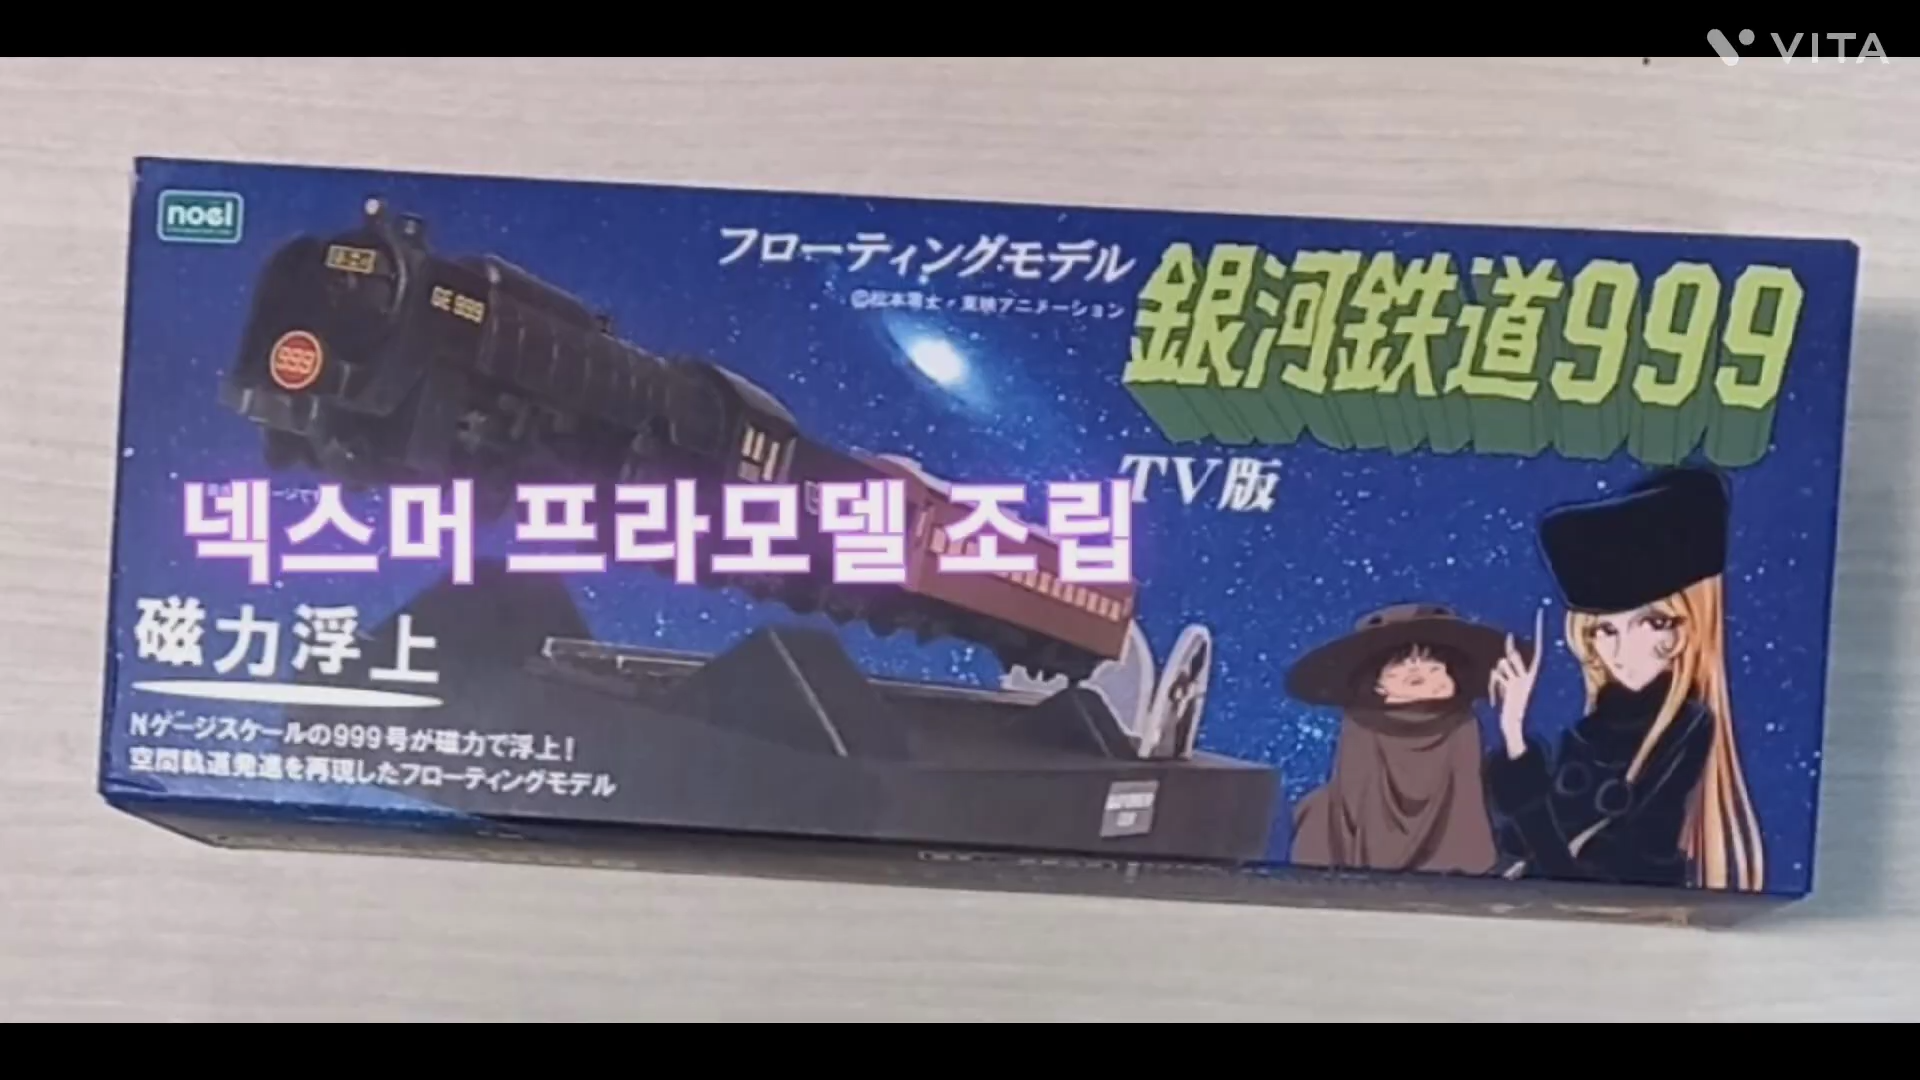 VITA
noel
フローティングモデル
©松本零士・東映アニメーション
銀河鉄道999
TV版
GE 999
999
넥스머 프라모델 조립
磁力浮上
Nゲージスケールの999号が磁力で浮上!
空間軌道発進を再現したフローティングモデル